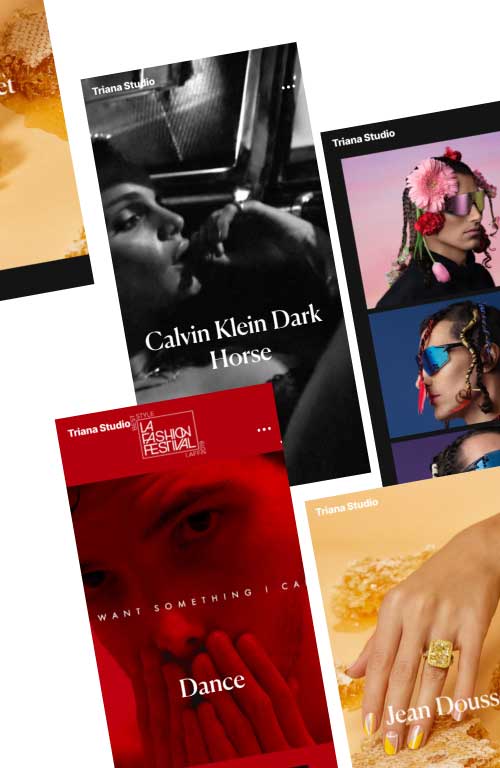 et
Triana Studio
Calvin Klein Dark
Horse
Triana Studio
Triana Studio
STYLE
LA
FASHION
FESTIVAL
WANT SOMETHING I CA
Dance
Triana Studio
Jean Douss